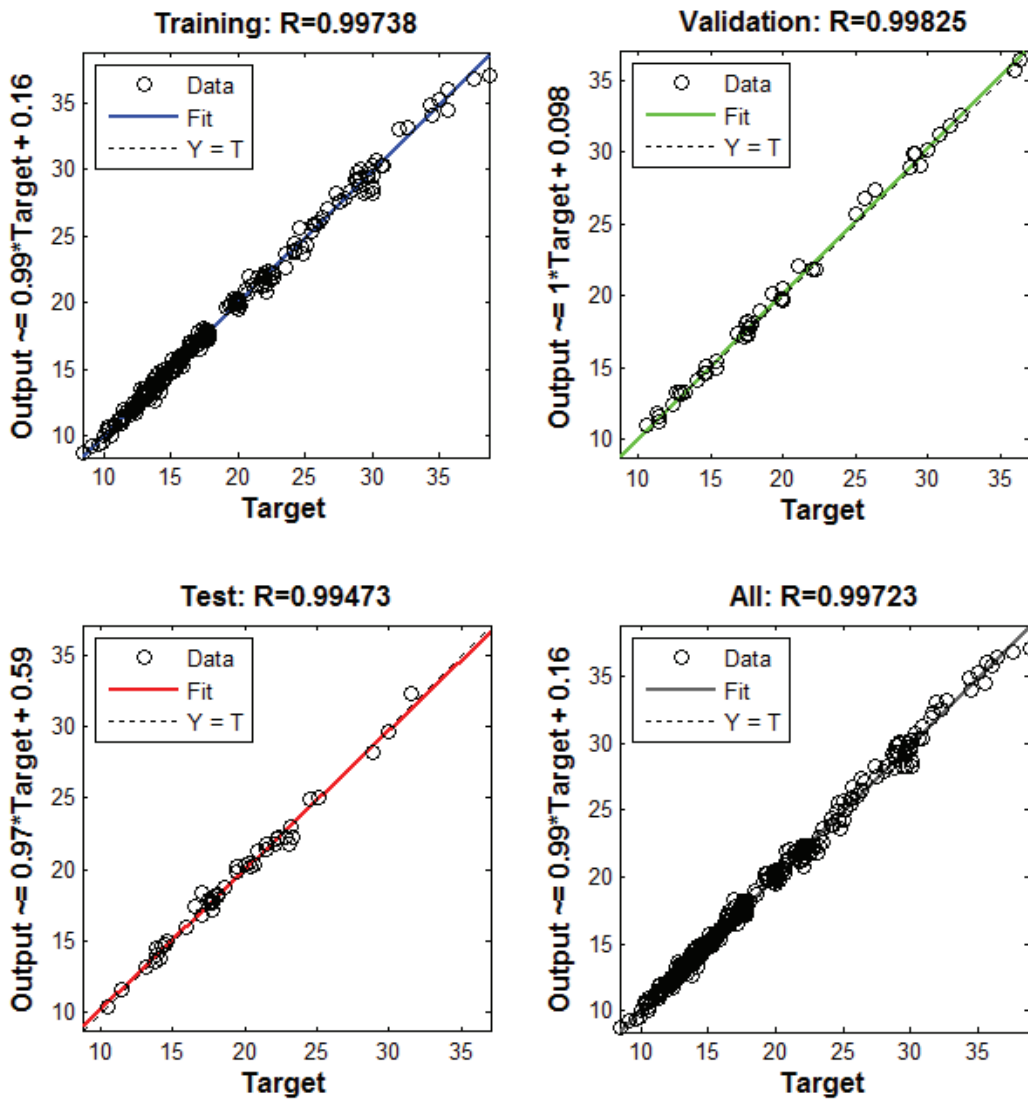 Training: R=0.99738
Output ~= 0.99*Target + 0.16
Data
Fit
Y = T
35
30
25
20
15
10
10 15 20 25 30 35
Target
Validation: R=0.99825
Output ~= 1*Target + 0.098
Data
Fit
Y = T
35
30
25
20
15
10
10 15 20 25 30 35
Target
Test: R=0.99473
Output ~= 0.97*Target + 0.59
Data
Fit
Y = T
35
30
25
20
15
10
10 15 20 25 30 35
Target
All: R=0.99723
Output ~= 0.99*Target + 0.16
Data
Fit
Y = T
35
30
25
20
15
10
10 15 20 25 30 35
Target